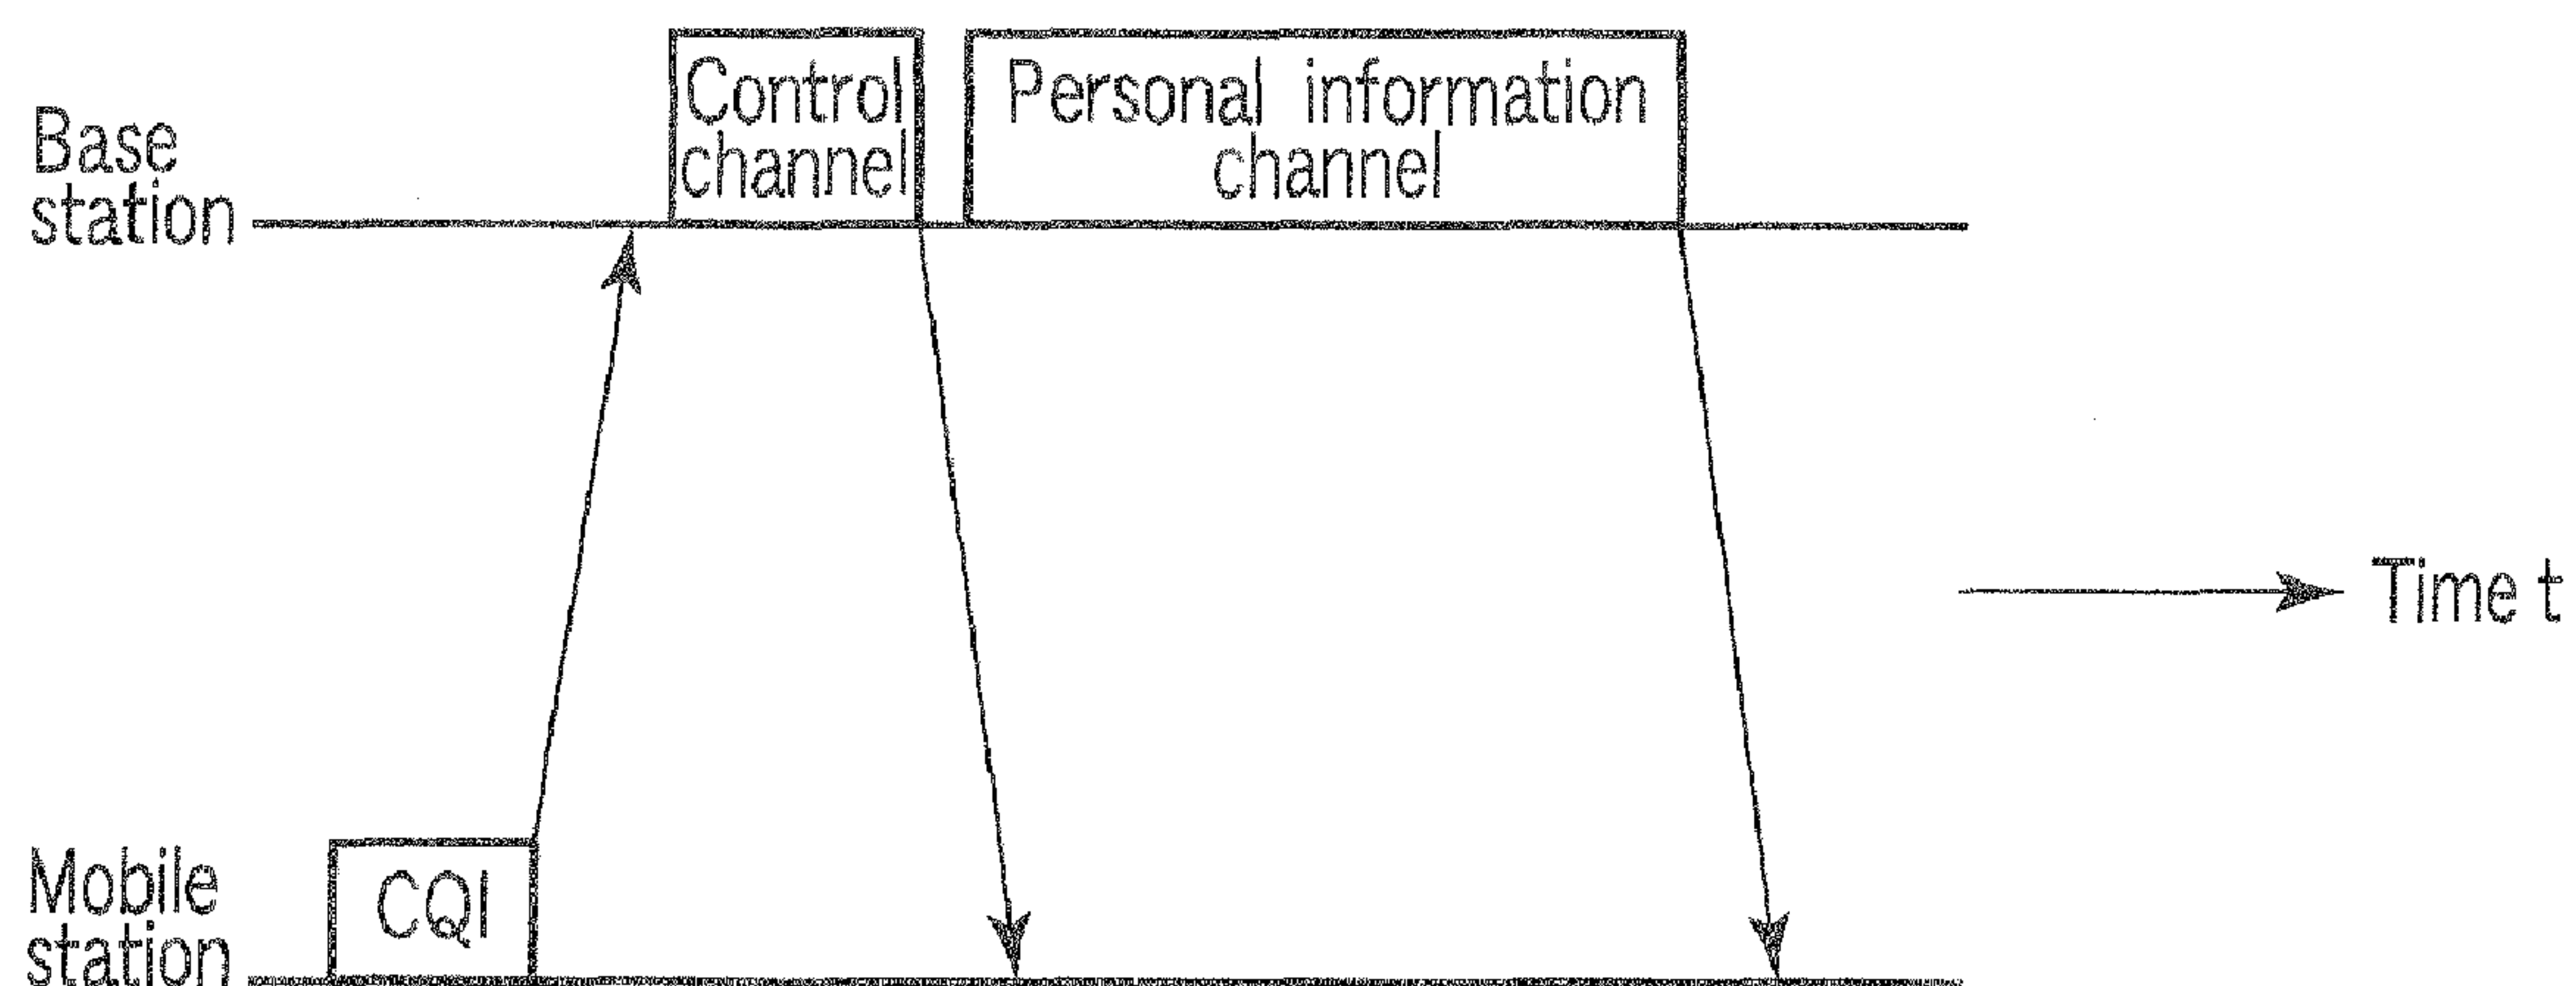 Control
channel
Personal information
channel
Base
station
Time t
Mobile
station
CQI